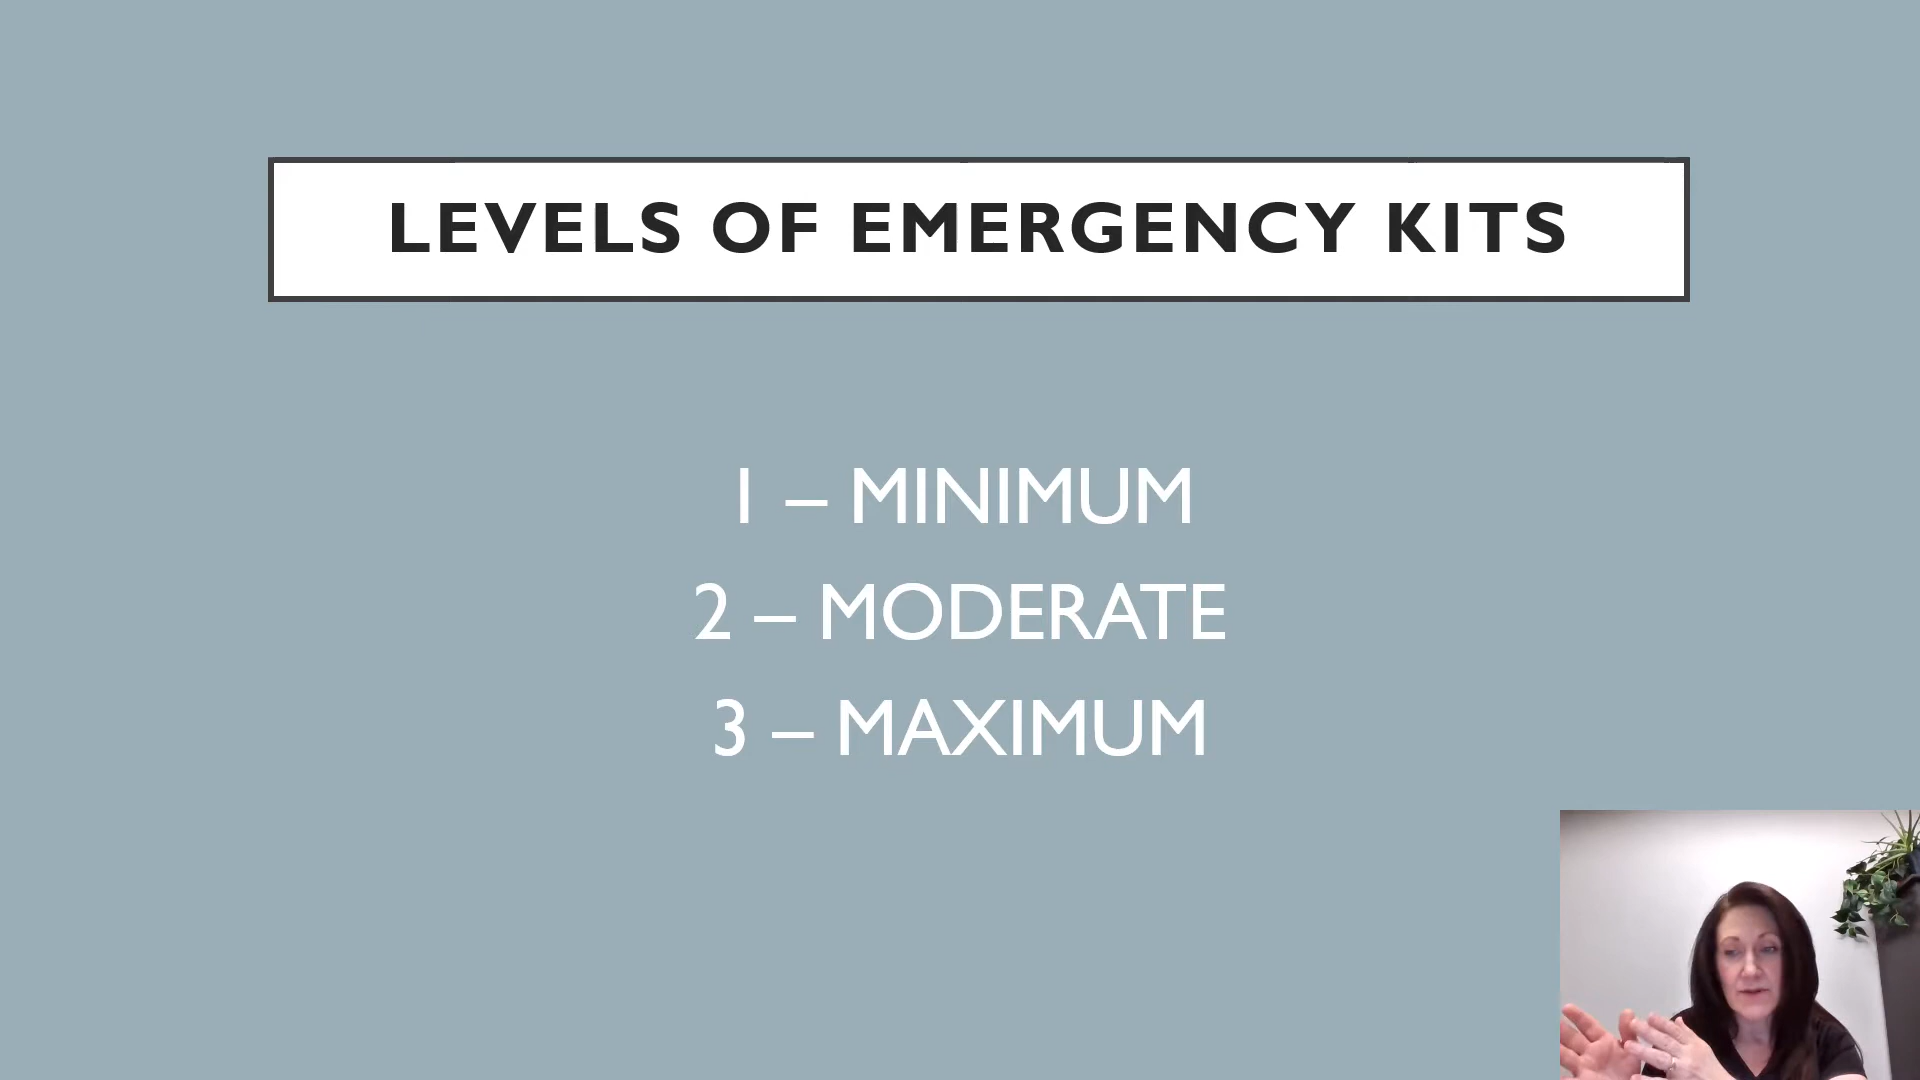 LEVELS OF EMERGENCY KITS
1 – MINIMUM
2 – MODERATE
3 – MAXIMUM